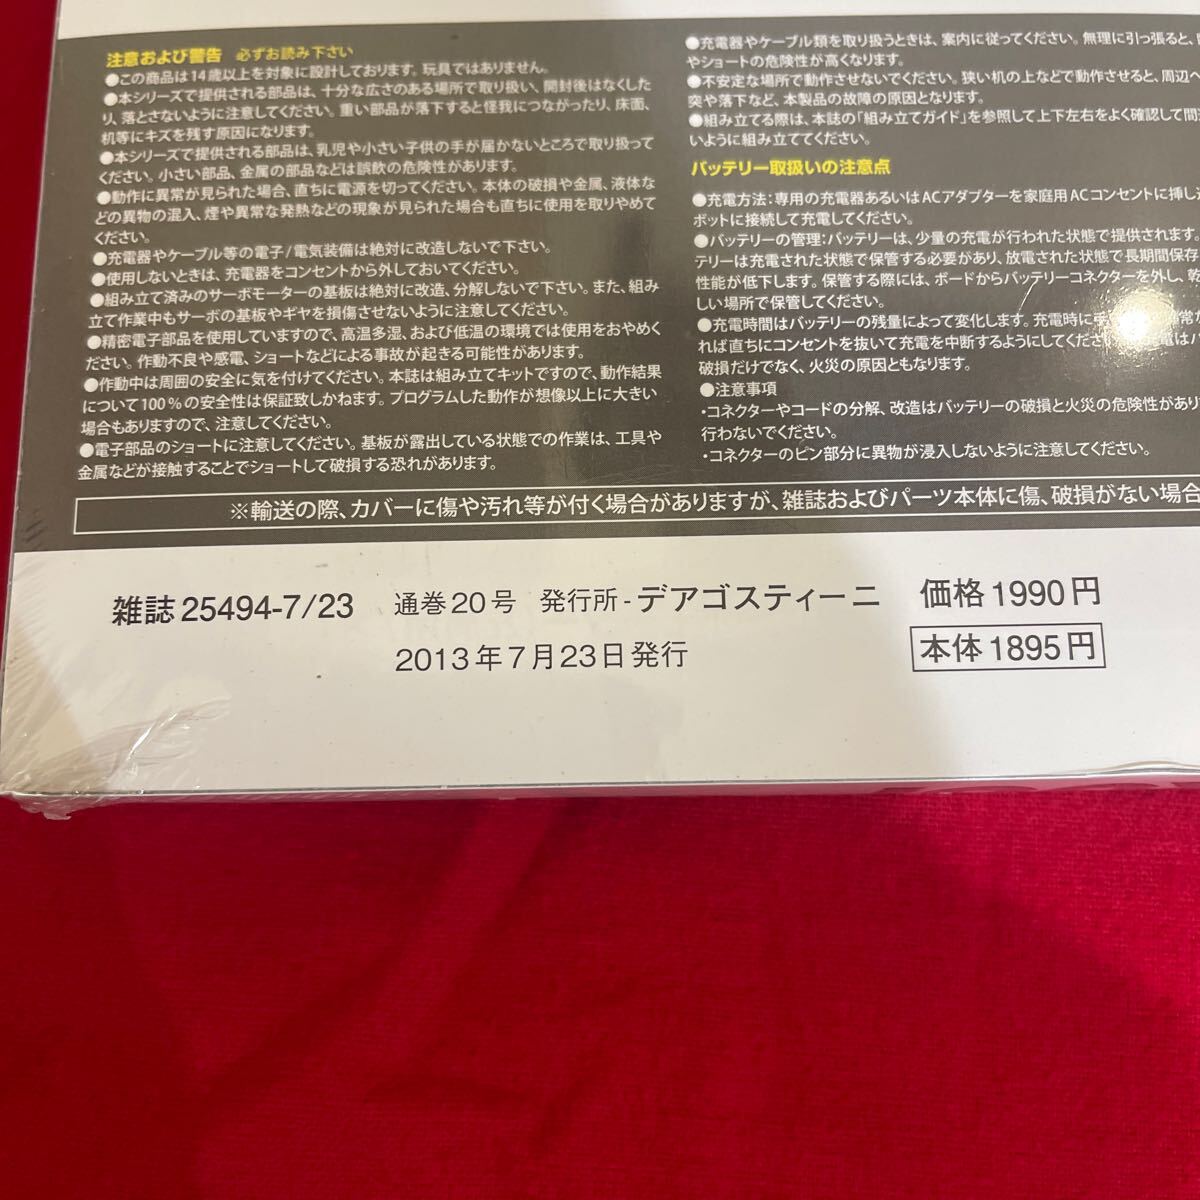 注意および警告 必ずお読み下さい
●この商品は14歳以上を対象に設計しております。玩具ではありません。
●本シリーズで提供される部品は、十分な広さのある場所で取り扱い、開封後はなくした
り、落とさないように注意してください。重い部品が落下すると怪我につながったり、床面、
机等にキズを残す原因になります。
●本シリーズで提供される部品は、乳児や小さい子供の手が届かないところで取り扱って
ください。小さい部品、金属の部品などは誤飲の危険性があります。
●動作に異常が見られた場合、直ちに電源を切ってください。本体の破損や金属、液体な
どの異物の混入、煙や異常な発熱などの現象が見られた場合も直ちに使用を取りやめて
ください。
●充電器やケーブル等の電子/電気装備は絶対に改造しないで下さい。
●使用しないときは、充電器をコンセントから外しておいてください。
●組み立て済みのサーボモーターの基板は絶対に改造、分解しないで下さい。また、組み
立て作業中もサーボの基板やギヤを損傷させないように注意してください。
●精密電子部品を使用していますので、高温多湿、および低温の環境では使用をおやめく
ださい。作動不良や感電、ショートなどによる事故が起きる可能性があります。
●作動中は周囲の安全に気を付けてください。本誌は組み立てキットですので、動作結果
について100%の安全性は保証致しかねます。プログラムした動作が想像以上に大きい
場合もありますので、注意してください。
●電子部品のショートに注意してください。基板が露出している状態での作業は、工具や
金属などが接触することでショートして破損する恐れがあります。
●充電器やケーブル類を取り扱うときは、案内に従ってください。無理に引っ張ると、
やショートの危険性が高くなります。
●不安定な場所で動作させないでください。狭い机の上などで動作させると、周辺へ
突や落下など、本製品の故障の原因となります。
●組み立てる際は、本誌の「組み立てガイド」を参照して上下左右をよく確認して間
いように組み立ててください。
バッテリー取扱いの注意点
●充電方法：専用の充電器あるいはACアダプターを家庭用ACコンセントに挿し
ボットに接続して充電してください。
●バッテリーの管理：バッテリーは、少量の充電が行われた状態で提供されます。
テリーは充電された状態で保管する必要があり、放電された状態で長期間保存
性能が低下します。保管する際には、ボードからバッテリーコネクターを外し、乾
しい場所で保管してください。
●充電時間はバッテリーの残量によって変化します。充電時に
れば直ちにコンセントを抜いて充電を中断するようにしてくださ
破損だけでなく、火災の原因ともなります。
●注意事項
・コネクターやコードの分解、改造はバッテリーの破損と火災の危険性があり
行わないでください。
・コネクターのピン部分に異物が浸入しないように注意してください。
※輸送の際、カバーに傷や汚れ等が付く場合がありますが、雑誌およびパーツ本体に傷、破損がない場合
雑誌 25494-7/23 通巻20号 発行所 - デアゴスティーニ 価格1990円
2013年7月23日発行 本体1895円